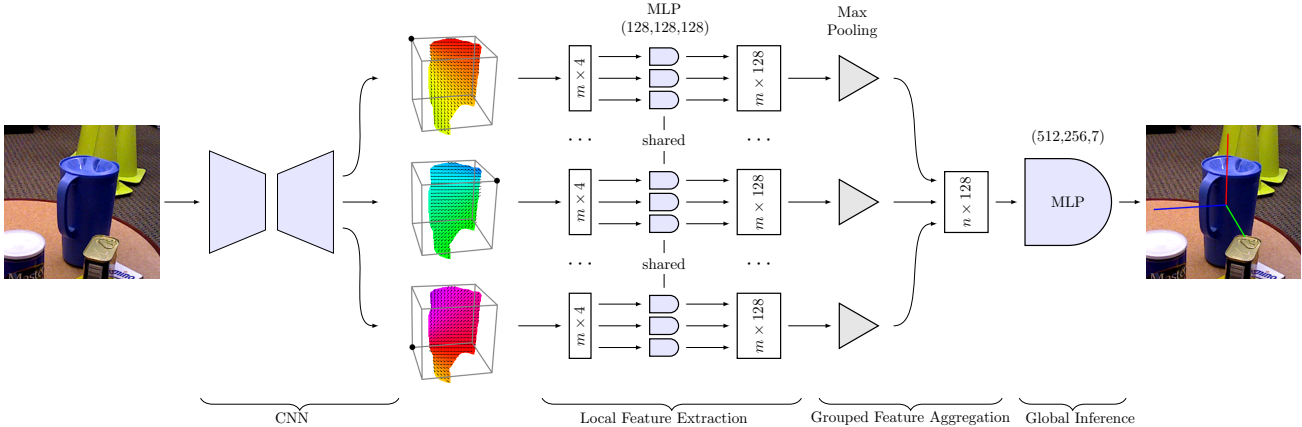 MLP
(128,128,128)
Max
Pooling
m × 4
m × 128
· · ·
shared
· · ·
(512,256,7)
m × 4
m × 128
n × 128
MLP
· · ·
shared
· · ·
m × 4
m × 128
CNN
Local Feature Extraction
Grouped Feature Aggregation
Global Inference